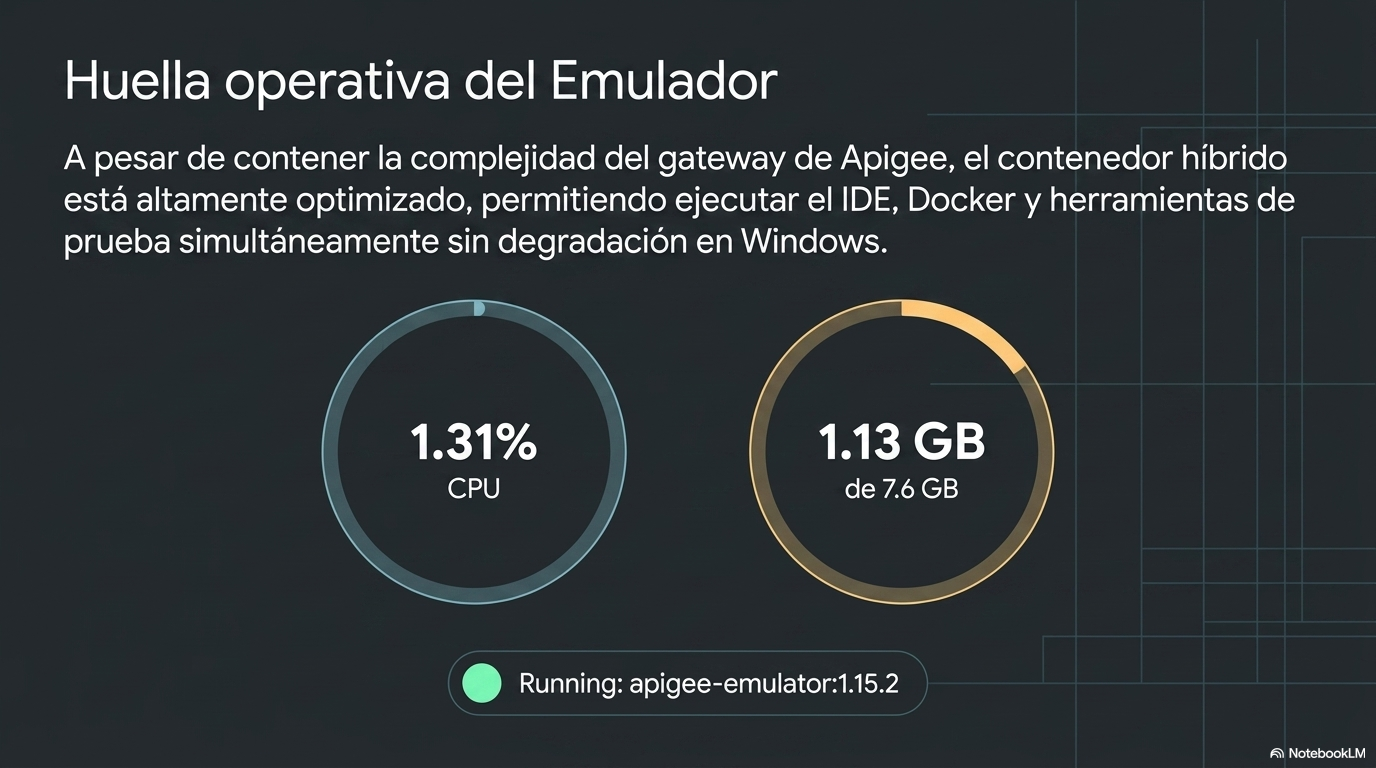 Huella operativa del Emulador
A pesar de contener la complejidad del gateway de Apigee, el contenedor híbrido
está altamente optimizado, permitiendo ejecutar el IDE, Docker y herramientas de
prueba simultáneamente sin degradación en Windows.
1.31%
CPU
1.13 GB
de 7.6 GB
Running: apigee-emulator:1.15.2
NotebookLM